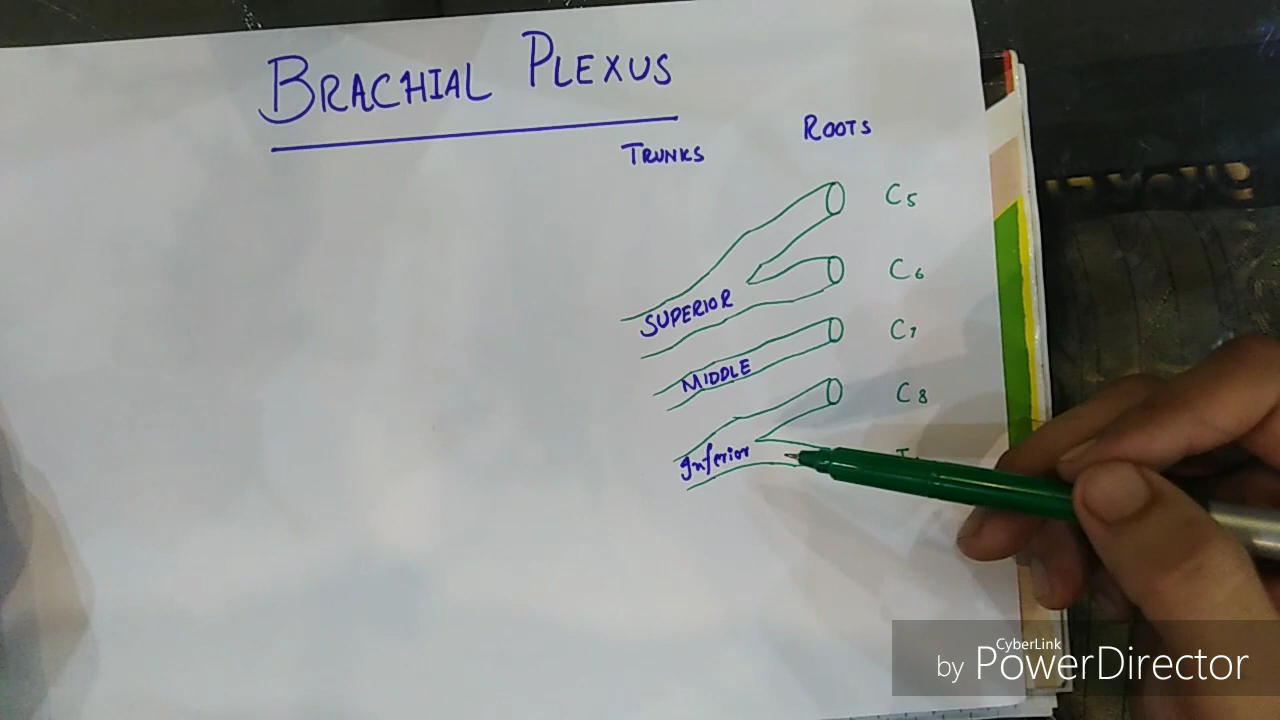 BRACHIAL PLEXUS
TRUNKS ROOTS
C5
C6
SUPERIOR
C7
MIDDLE
C8
Inferior
CyberLink
by PowerDirector